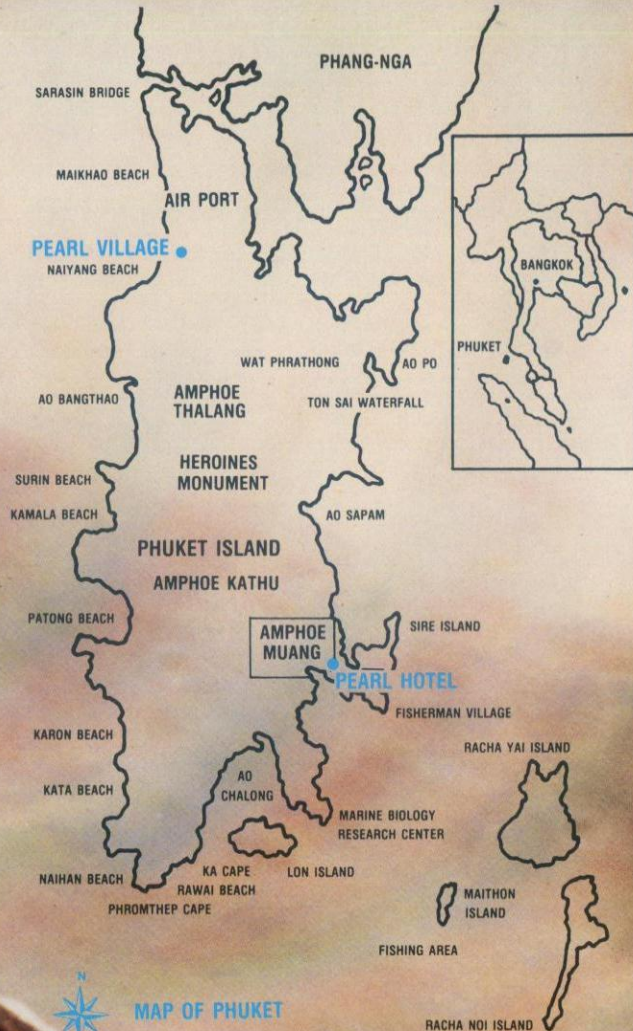 PHANG-NGA
SARASIN BRIDGE
MAIKHAO BEACH
AIR PORT
PEARL VILLAGE
NAIYANG BEACH
BANGKOK
PHUKET
WAT PHRATHONG
AO PO
AO BANGTHAO
AMPHOE
THALANG
TON SAI WATERFALL
HEROINES
MONUMENT
SURIN BEACH
KAMALA BEACH
AO SAPAM
PHUKET ISLAND
AMPHOE KATHU
PATONG BEACH
AMPHOE
MUANG
SIRE ISLAND
PEARL HOTEL
FISHERMAN VILLAGE
KARON BEACH
RACHA YAI ISLAND
KATA BEACH
AO
CHALONG
MARINE BIOLOGY
RESEARCH CENTER
NAIHAN BEACH
KA CAPE
RAWAI BEACH
LON ISLAND
PHROMTHEP CAPE
MAITHON
ISLAND
FISHING AREA
N
MAP OF PHUKET
RACHA NOI ISLAND